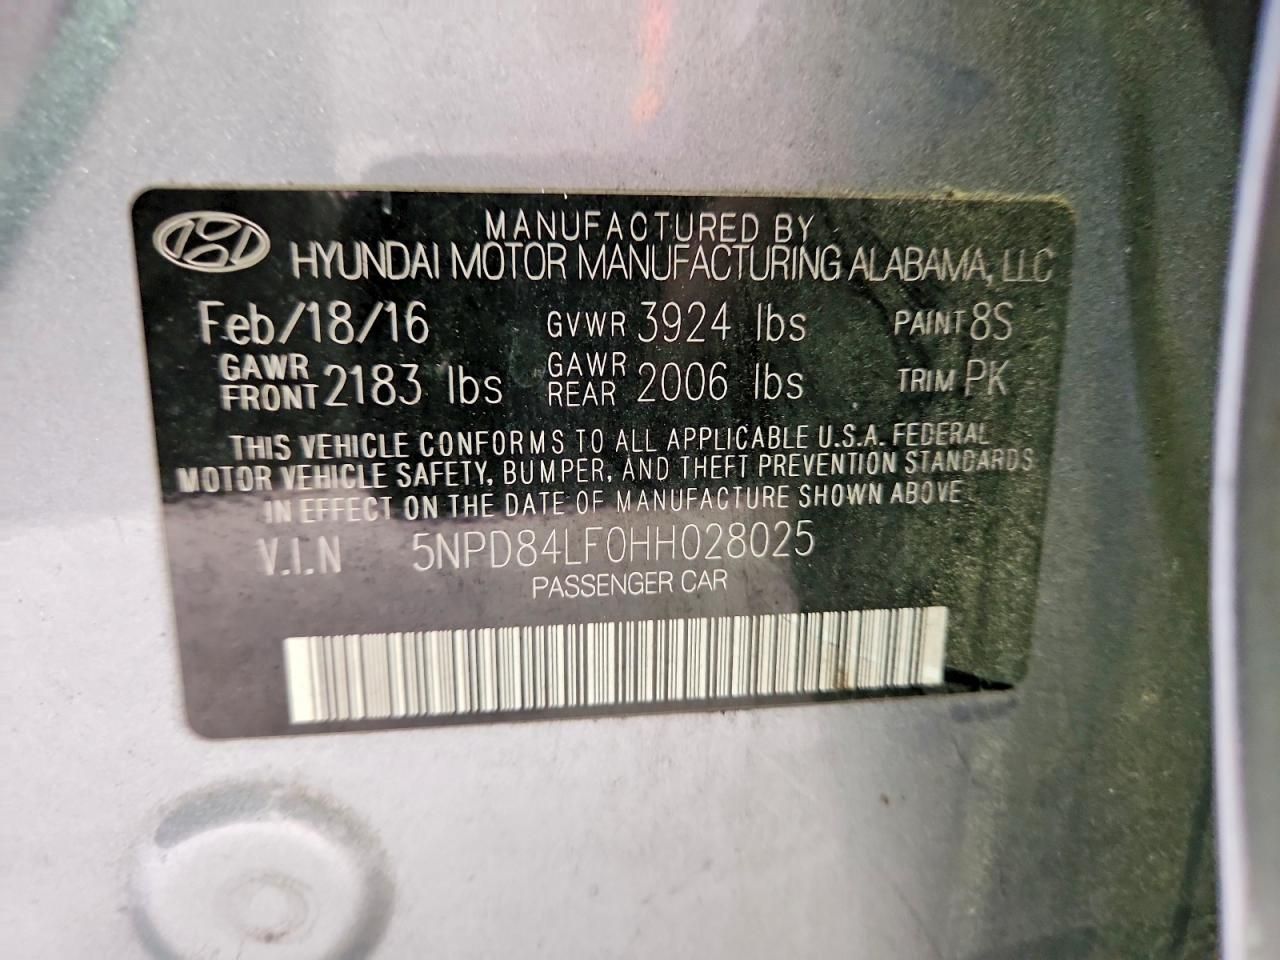 MANUFACTURED BY
HYUNDAI MOTOR MANUFACTURING ALABAMA, LLC
Feb/18/16 GVWR 3924 lbs PAINT 8S
GAWR FRONT 2183 lbs GAWR REAR 2006 lbs TRIM PK
THIS VEHICLE CONFORMS TO ALL APPLICABLE U.S.A. FEDERAL
MOTOR VEHICLE SAFETY, BUMPER, AND THEFT PREVENTION STANDARDS
IN EFFECT ON THE DATE OF MANUFACTURE SHOWN ABOVE
V.I.N 5NPD84LF0HH028025
PASSENGER CAR